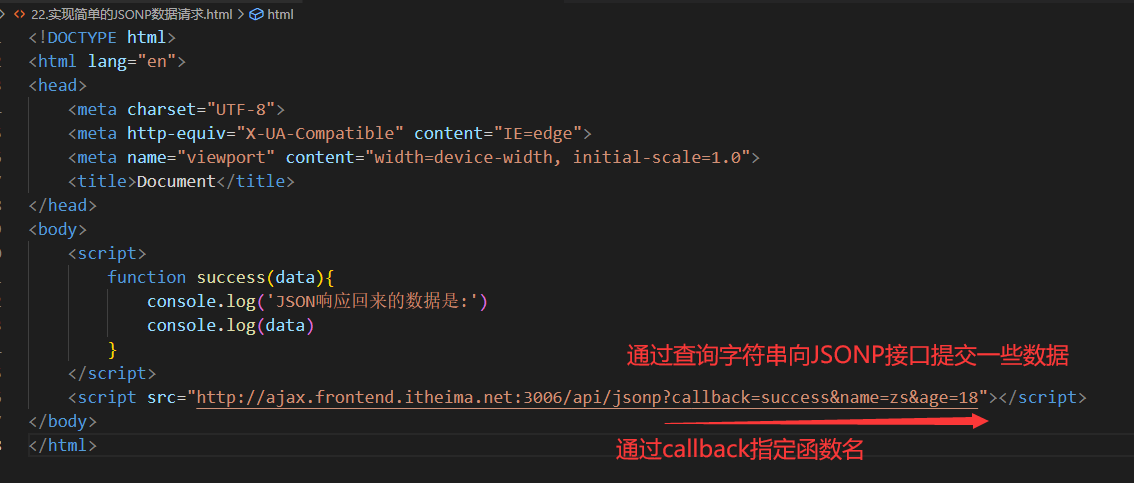 22.实现简单的JSONP数据请求.html > html
<!DOCTYPE html>
<html lang="en">
<head>
<meta charset="UTF-8">
<meta http-equiv="X-UA-Compatible" content="IE=edge">
<meta name="viewport" content="width=device-width, initial-scale=1.0">
<title>Document</title>
</head>
<body>
<script>
function success(data){
console.log('JSON响应回来的数据是:')
console.log(data)
}
通过查询字符串向JSONP接口提交一些数据
</script>
<script src="http://ajax.frontend.itheima.net:3006/api/jsonp?callback=success&name=zs&age=18"></script>
</body>
</html>
通过callback指定函数名